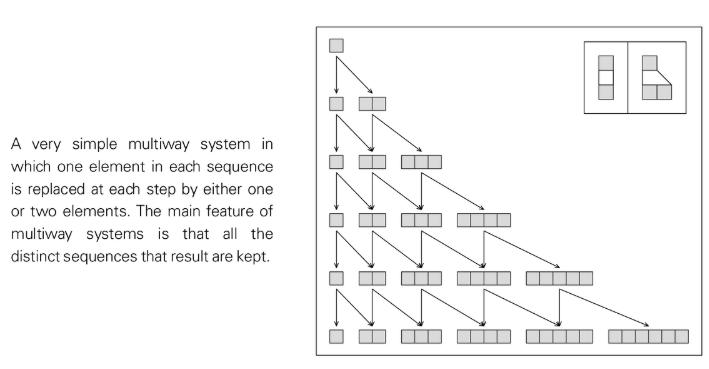 A very simple multiway system in
which one element in each sequence
is replaced at each step by either one
or two elements. The main feature of
multiway systems is that all the
distinct sequences that result are kept.